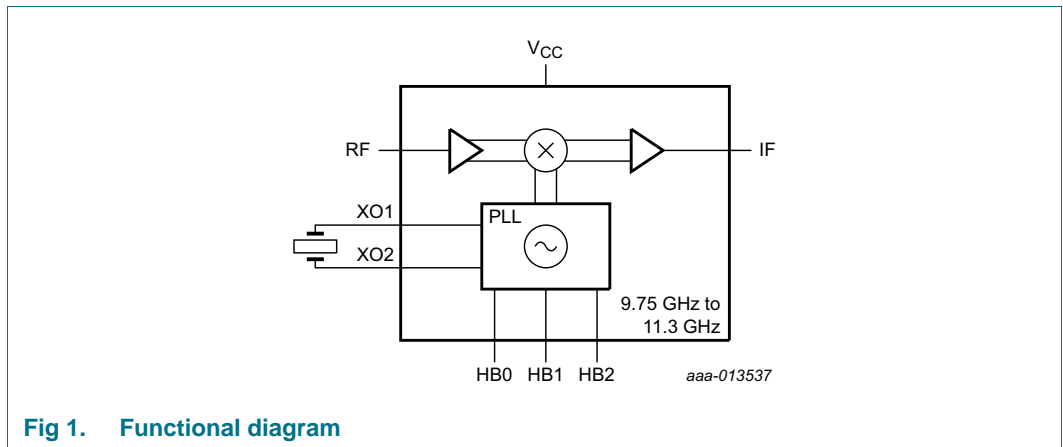 VCC
RF
IF
XO1
PLL
XO2
9.75 GHz to
11.3 GHz
HB0 HB1 HB2
aaa-013537
Fig 1. Functional diagram